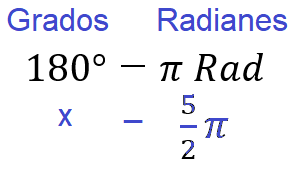 Grados Radianes
180° − π Rad
x − 5/2 π